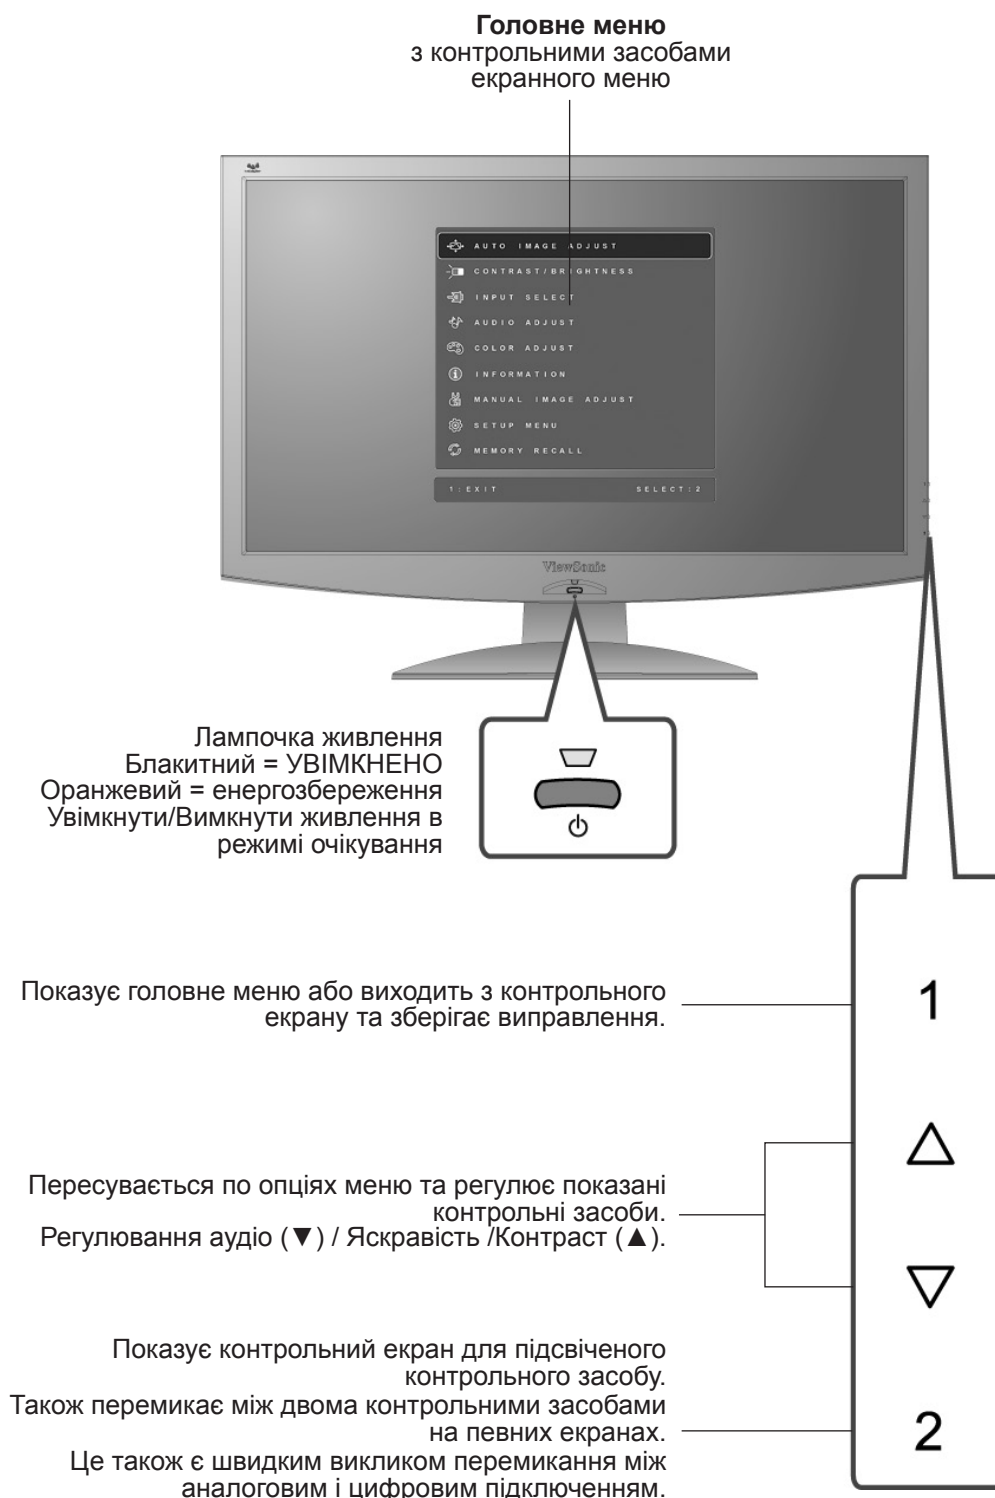 Головне меню
з контрольними засобами
екранного меню
AUTO IMAGE ADJUST
CONTRAST/BRIGHTNESS
INPUT SELECT
AUDIO ADJUST
COLOR ADJUST
INFORMATION
MANUAL IMAGE ADJUST
SETUP MENU
MEMORY RECALL
1:EXIT SELECT:2
ViewSonic
Лампочка живлення
Блакитний = УВІМКНЕНО
Оранжевий = енергозбереження
Увімкнути/Вимкнути живлення в
режимі очікування
Показує головне меню або виходить з контрольного
екрану та зберігає виправлення.
1
Пересувається по опціях меню та регулює показані
контрольні засоби.
Регулювання аудіо (▼) / Яскравість /Контраст (▲).
Показує контрольний екран для підсвіченого
контрольного засобу.
Також перемикає між двома контрольними засобами
на певних екранах.
2
Це також є швидким викликом перемикання між
аналоговим і цифровим підключенням.